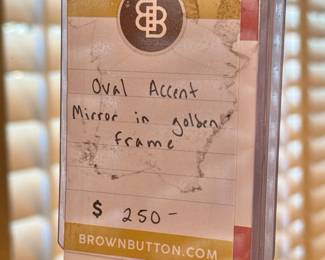 Oval Accent
Mirror in golden
frame
$ 250-
BROWNBUTTON.COM